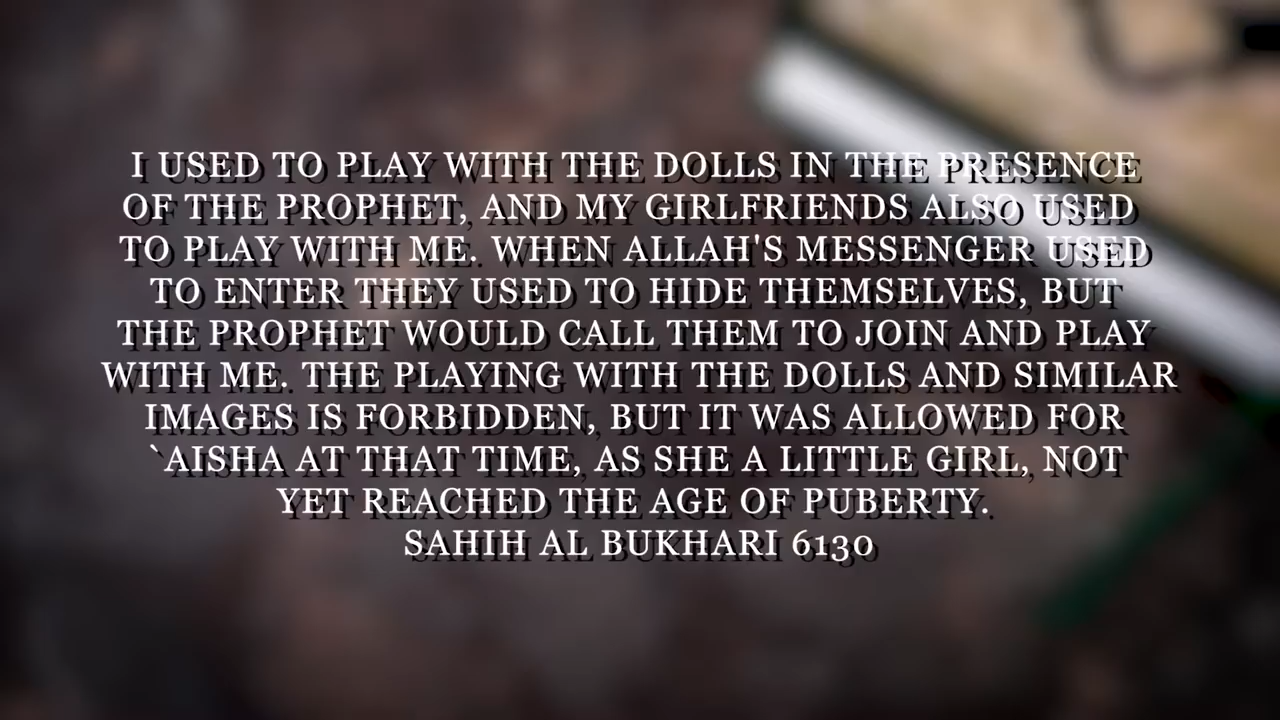 I USED TO PLAY WITH THE DOLLS IN THE PRESENCE
OF THE PROPHET, AND MY GIRLFRIENDS ALSO USED
TO PLAY WITH ME. WHEN ALLAH'S MESSENGER USED
TO ENTER THEY USED TO HIDE THEMSELVES, BUT
THE PROPHET WOULD CALL THEM TO JOIN AND PLAY
WITH ME. THE PLAYING WITH THE DOLLS AND SIMILAR
IMAGES IS FORBIDDEN, BUT IT WAS ALLOWED FOR
`AISHA AT THAT TIME, AS SHE A LITTLE GIRL, NOT
YET REACHED THE AGE OF PUBERTY.
SAHIH AL BUKHARI 6130